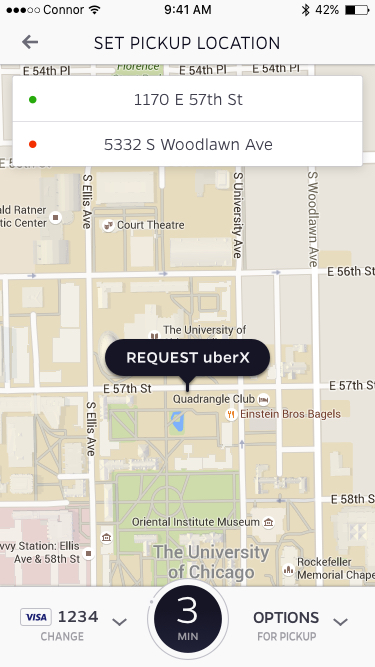 Connor 9:41 AM 42%
SET PICKUP LOCATION
E 54th Pl
Florence
E 54th Pl
E 54th Pl
1170 E 57th St
5332 S Woodlawn Ave
S Ellis Ave
S University Ave
S Woodlawn Ave
ald Ratner
tic Center
Court Theatre
E 56th St
The University of
REQUEST uberX
E 57th St
E 57th St
Quadrangle Club
Einstein Bros Bagels
S Ellis Ave
E 58th S
Oriental Institute Museum
vvy Station: Ellis
Ave & 58th St
The University
of Chicago
Rockefeller
Memorial Chape
VISA 1234
CHANGE
3
MIN
OPTIONS
FOR PICKUP